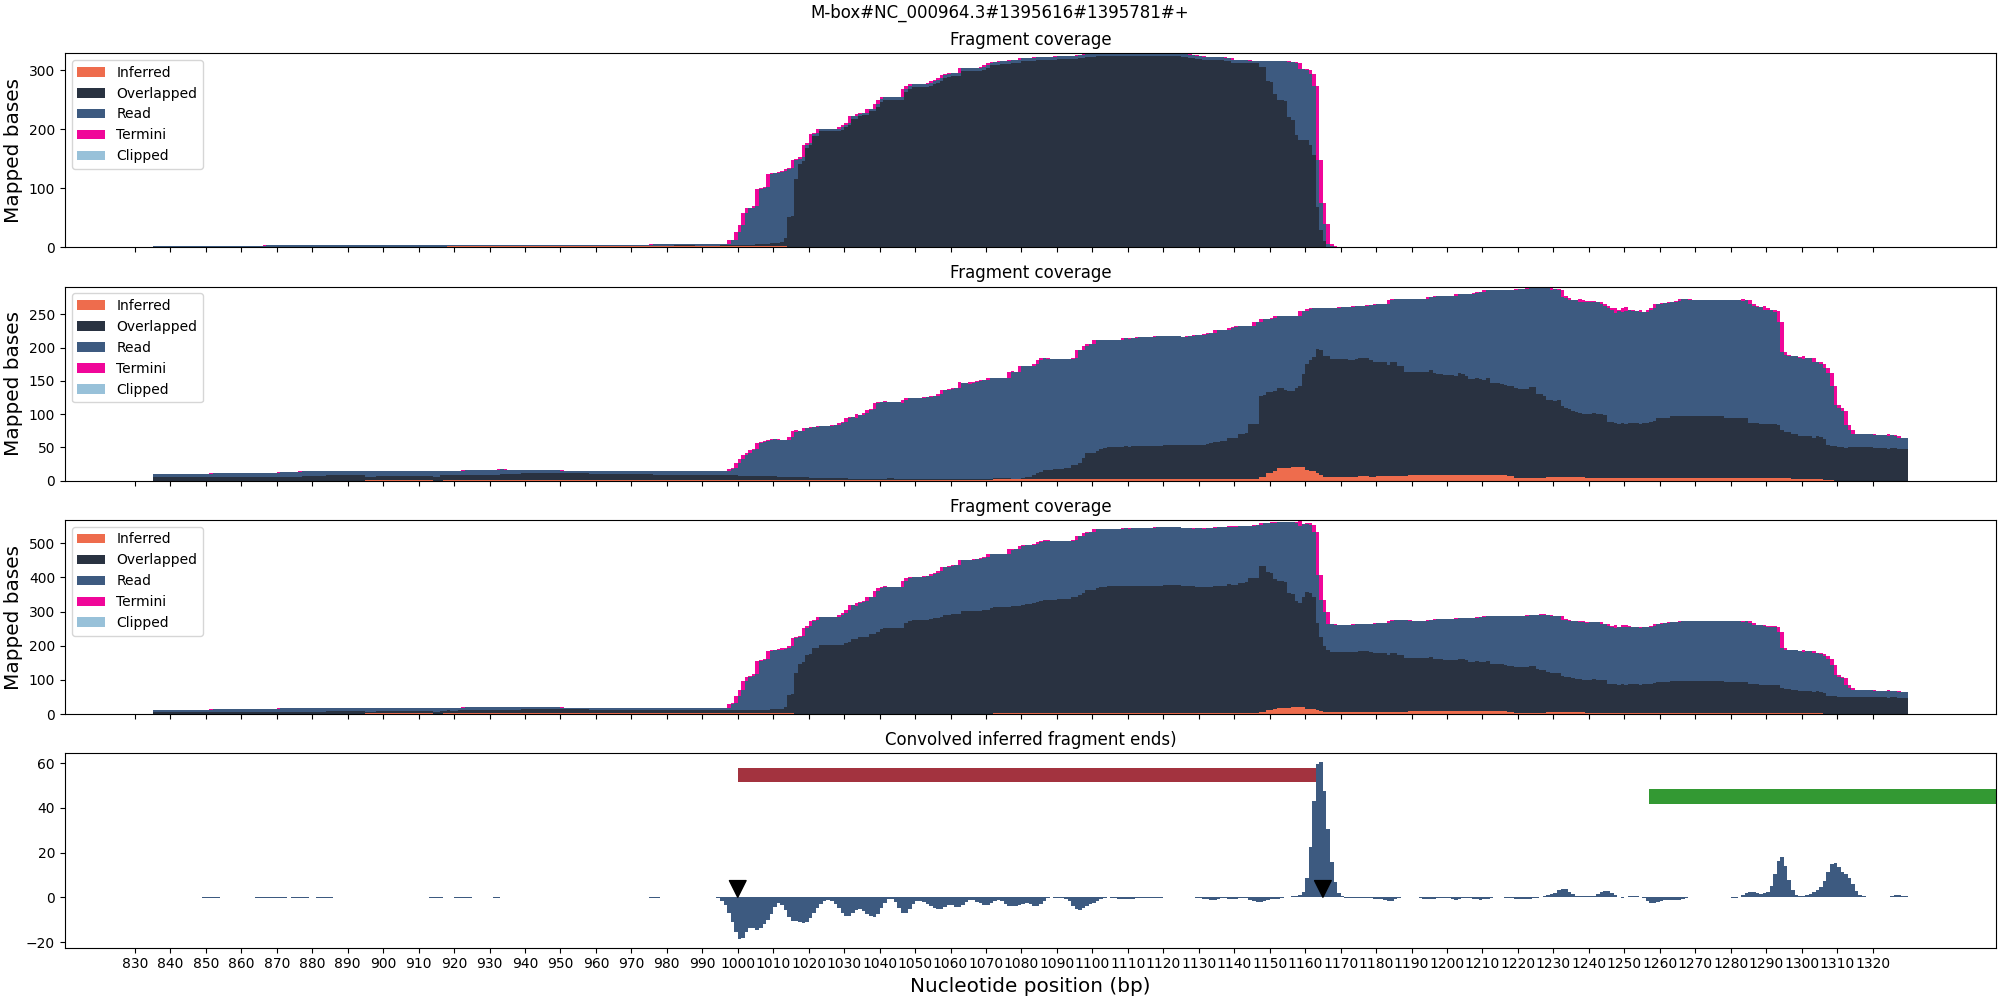 M-box#NC_000964.3#1395616#1395781#+
Fragment coverage
Mapped bases
300
200
100
0
Inferred
Overlapped
Read
Termini
Clipped
Fragment coverage
Mapped bases
250
200
150
100
50
0
Inferred
Overlapped
Read
Termini
Clipped
Fragment coverage
Mapped bases
500
400
300
200
100
0
Inferred
Overlapped
Read
Termini
Clipped
Convolved inferred fragment ends)
60
40
20
0
−20
830 840 850 860 870 880 890 900 910 920 930 940 950 960 970 980 990 1000 1010 1020 1030 1040 1050 1060 1070 1080 1090 1100 1110 1120 1130 1140 1150 1160 1170 1180 1190 1200 1210 1220 1230 1240 1250 1260 1270 1280 1290 1300 1310 1320
Nucleotide position (bp)